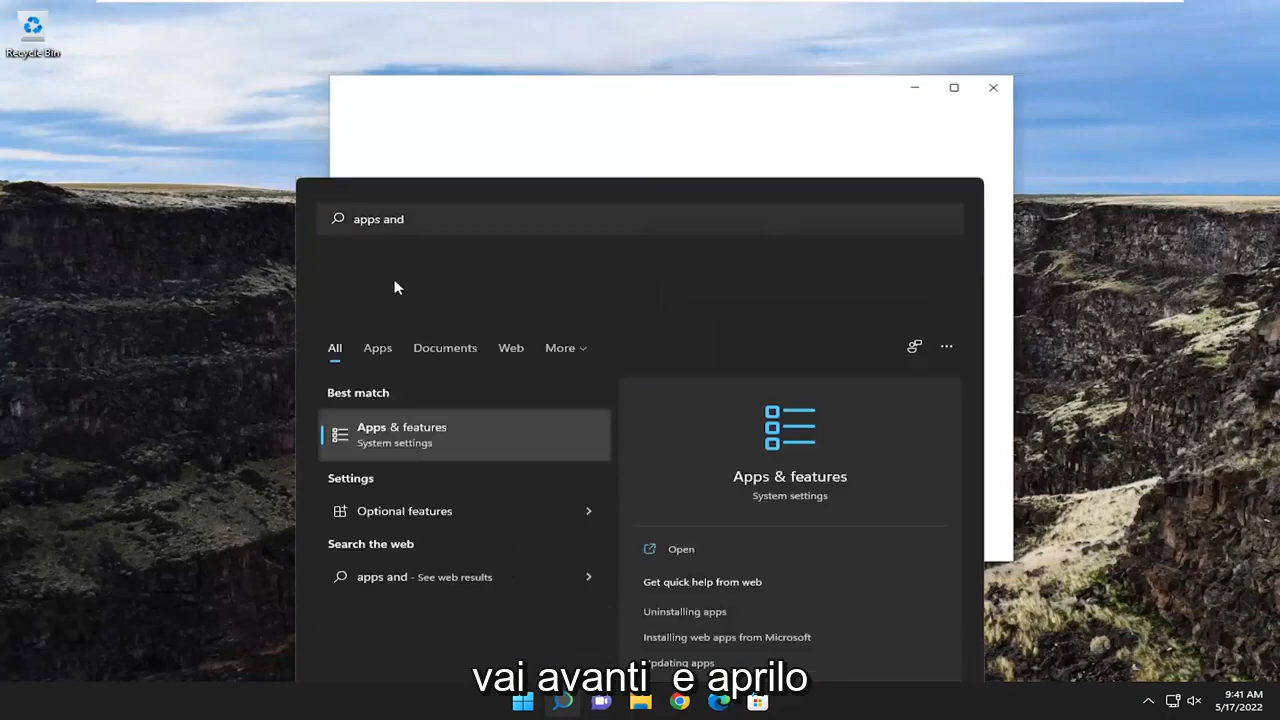 Recycle Bin
apps and
All Apps Documents Web More
Best match
Apps & features
System settings
Settings
Optional features
Search the web
apps and - See web results
Apps & features
System settings
Open
Get quick help from web
Uninstalling apps
Installing web apps from Microsoft
Updating apps
vai avanti e aprilo
9:41 AM
5/17/2022